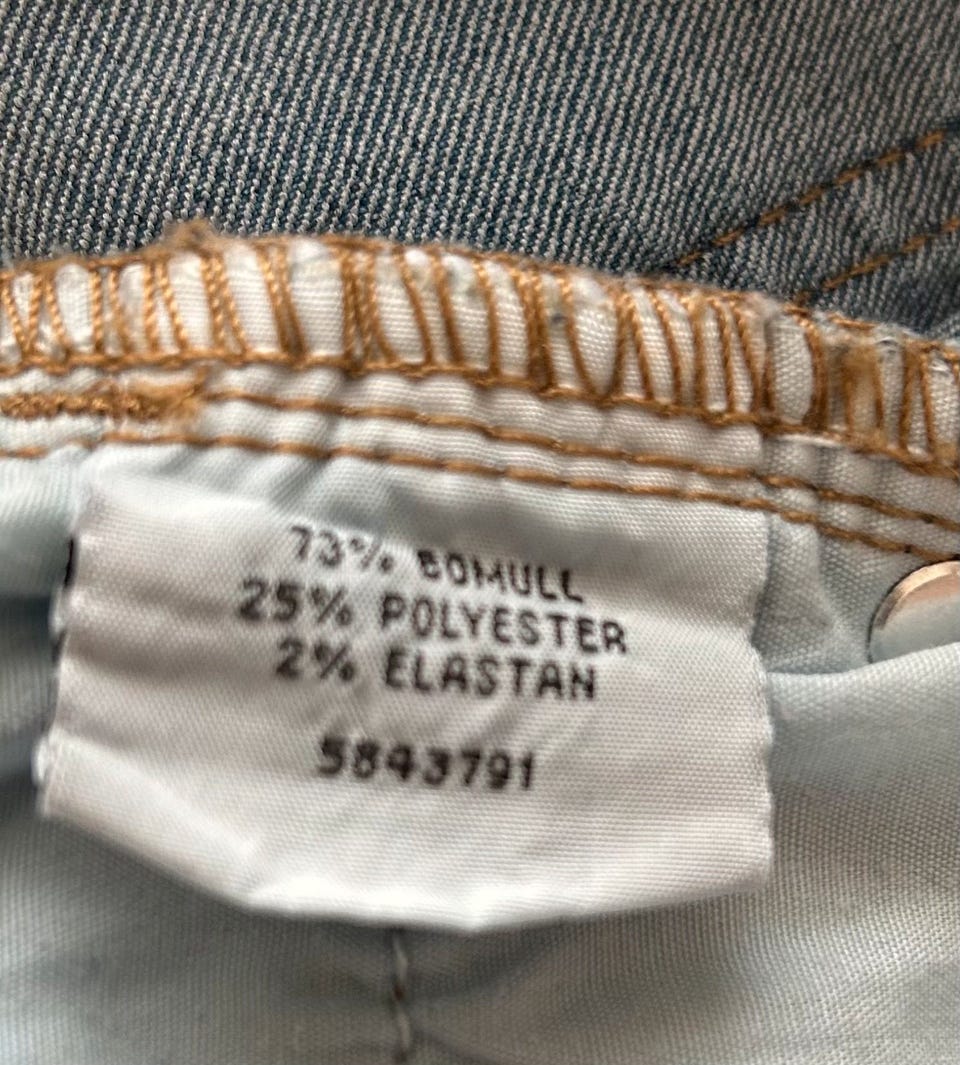 73% BOMULL
25% POLYESTER
2% ELASTAN
5843791